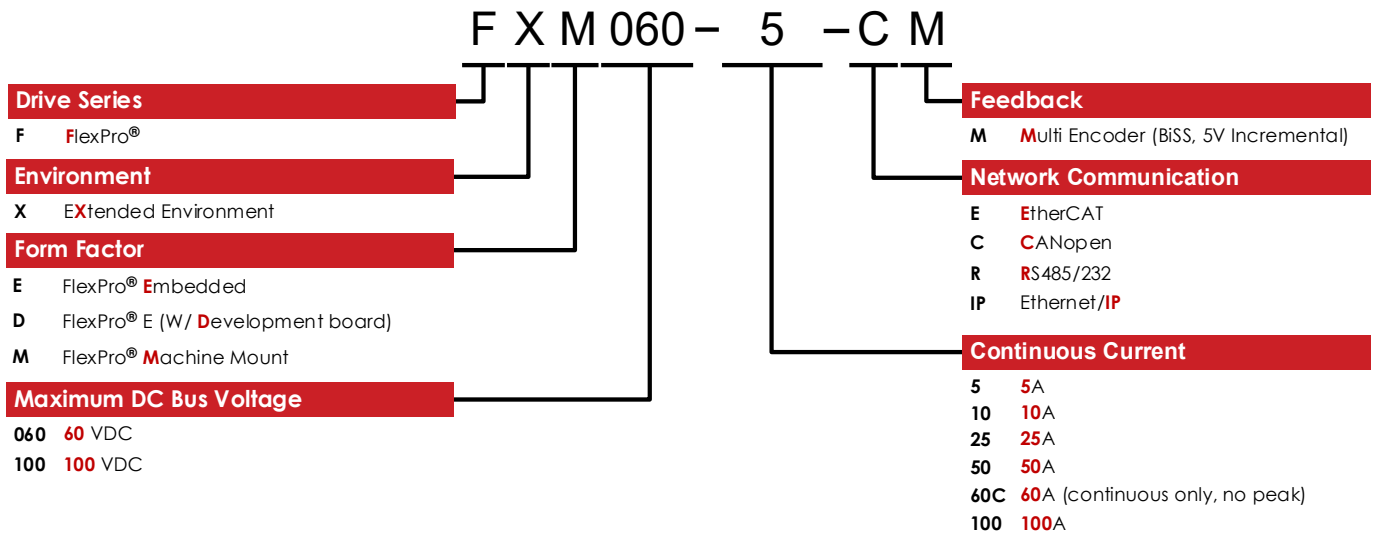 F X M 060 – 5 – C M
Drive Series
F FlexPro®
Environment
X EXtended Environment
Form Factor
E FlexPro® Embedded
D FlexPro® E (W/ Development board)
M FlexPro® Machine Mount
Maximum DC Bus Voltage
060 60 VDC
100 100 VDC
Feedback
M Multi Encoder (BiSS, 5V Incremental)
Network Communication
E EtherCAT
C CANopen
R RS485/232
IP Ethernet/IP
Continuous Current
5 5A
10 10A
25 25A
50 50A
60C 60A (continuous only, no peak)
100 100A